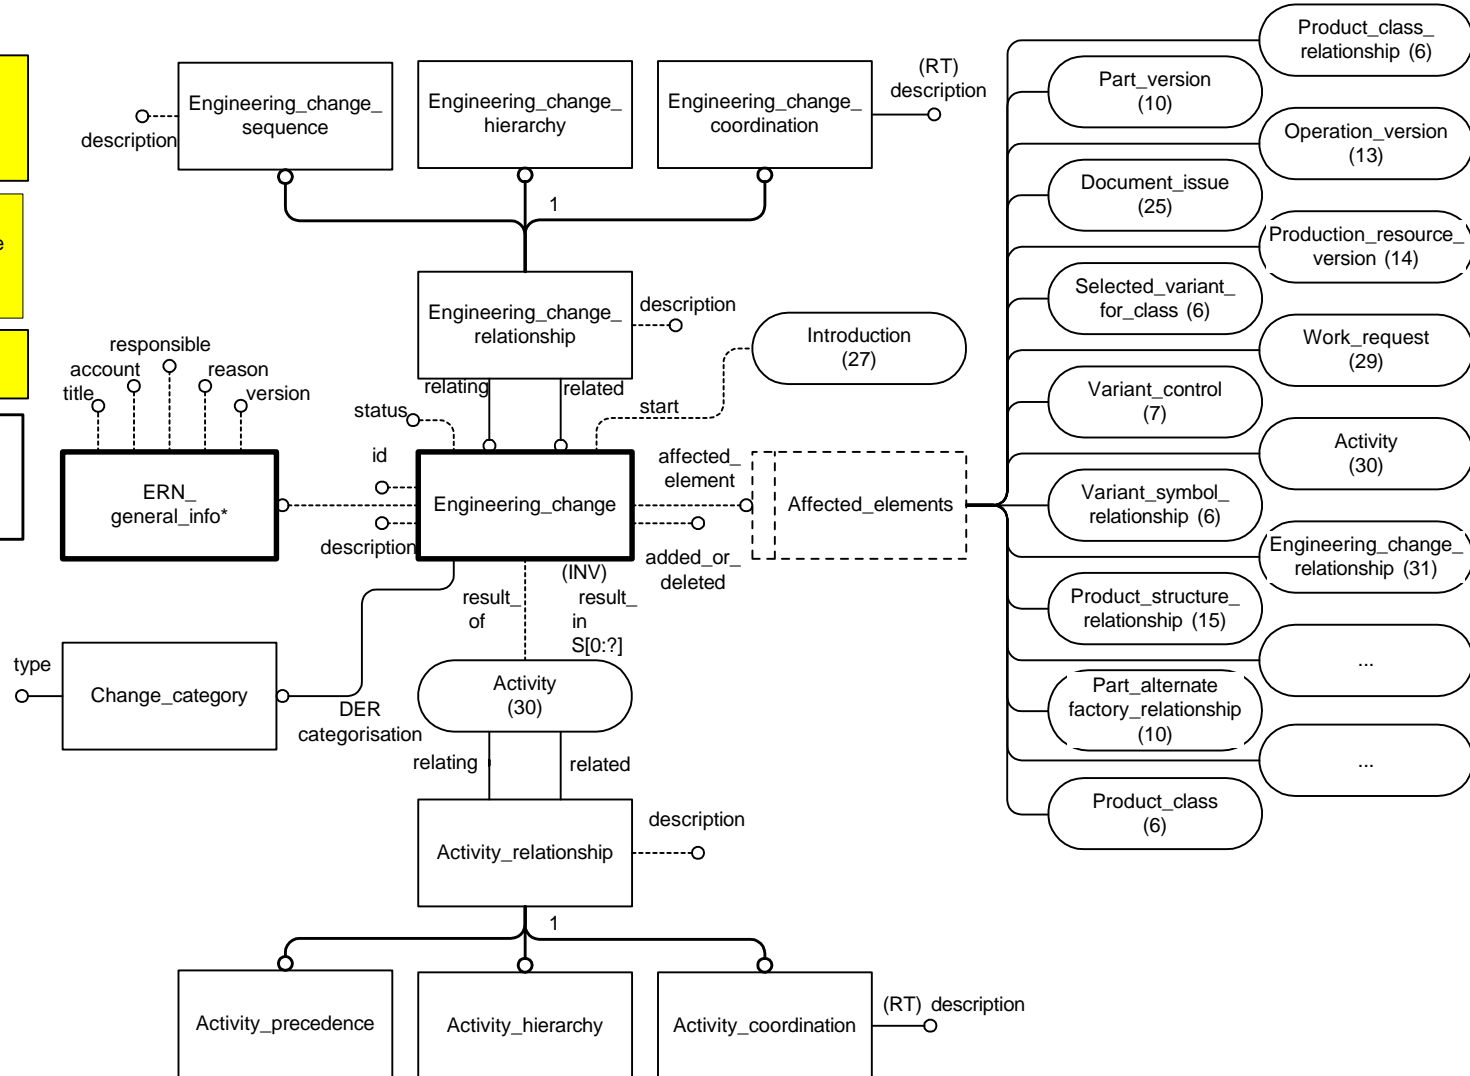 Product_class_
relationship (6)
(RT)
description
Engineering_change_
sequence
Engineering_change_
hierarchy
Engineering_change_
coordination
Part_version
(10)
description
Operation_version
(13)
Document_issue
(25)
1
e
Production_resource_
version (14)
Engineering_change_
relationship
description
Selected_variant_
for_class (6)
Introduction
(27)
Work_request
(29)
responsible
account
reason
title
version
relating
related
status
start
Variant_control
(7)
Activity
(30)
id
affected_
element
ERN_
general_info*
Engineering_change
Affected_elements
Variant_symbol_
relationship (6)
description
added_or_
deleted
Engineering_change_
relationship (31)
(INV)
result_
in
S[0:?]
result_
of
Product_structure_
relationship (15)
type
Change_category
DER
categorisation
Activity
(30)
...
Part_alternate
factory_relationship
(10)
relating
related
...
Product_class
(6)
description
Activity_relationship
1
Activity_precedence
Activity_hierarchy
Activity_coordination
(RT) description